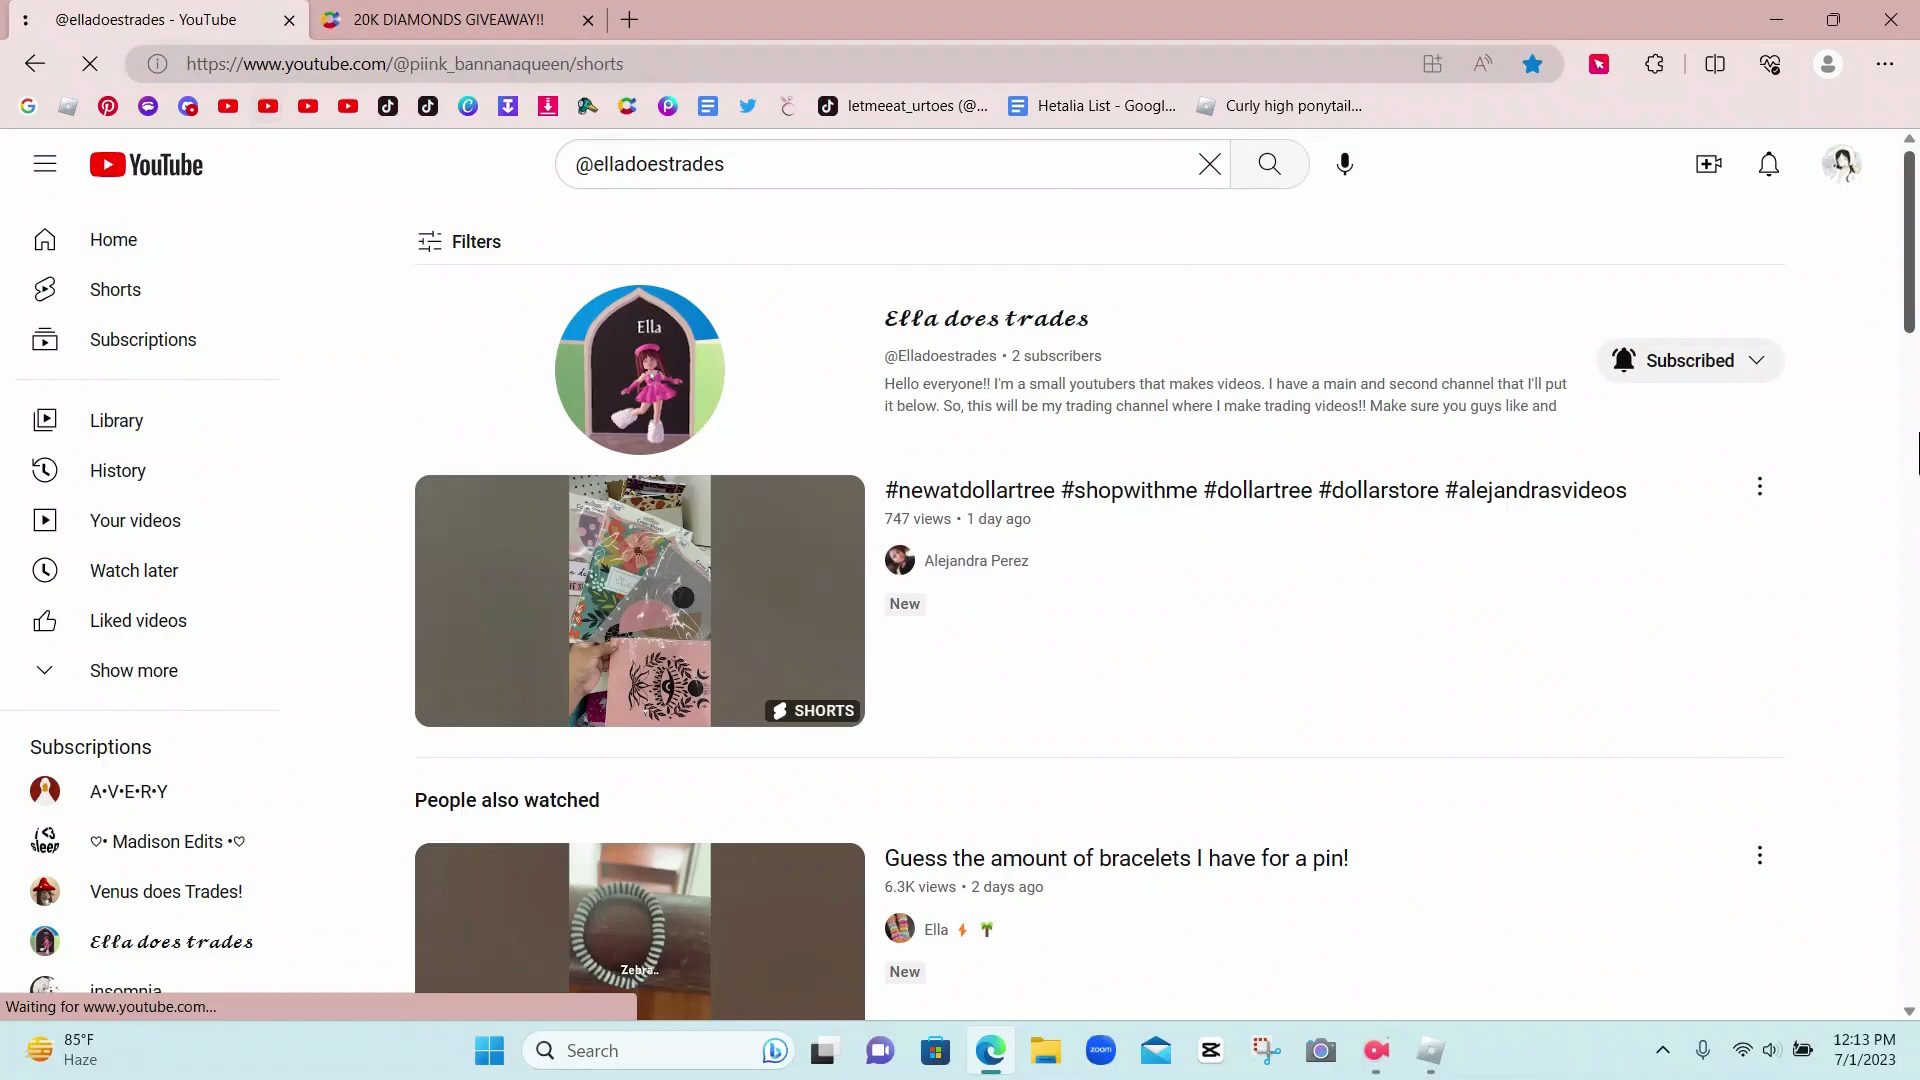 @elladoestrades - YouTube
20K DIAMONDS GIVEAWAY!!
https://www.youtube.com/@piink_bannanaqueen/shorts
letmeeat_urtoes (@...
Hetalia List - Googl...
Curly high ponytail...
YouTube
@elladoestrades
Home
Shorts
Subscriptions
Library
History
Your videos
Watch later
Liked videos
Show more
Subscriptions
A•V•E•R•Y
♡• Madison Edits •♡
Venus does Trades!
𝓔𝓵𝓵𝓪 𝓭𝓸𝓮𝓼 𝓽𝓻𝓪𝓭𝓮𝓼
insomnia
Filters
Ella
𝓔𝓵𝓵𝓪 𝓭𝓸𝓮𝓼 𝓽𝓻𝓪𝓭𝓮𝓼
@Elladoestrades • 2 subscribers
Hello everyone!! I'm a small youtubers that makes videos. I have a main and second channel that I'll put
it below. So, this will be my trading channel where I make trading videos!! Make sure you guys like and
Subscribed
#newatdollartree #shopwithme #dollartree #dollarstore #alejandrasvideos
747 views • 1 day ago
Alejandra Perez
New
SHORTS
People also watched
Guess the amount of bracelets I have for a pin!
6.3K views • 2 days ago
Ella
New
Zebra..
Waiting for www.youtube.com...
85°F
Haze
Search
zoom
12:13 PM
7/1/2023